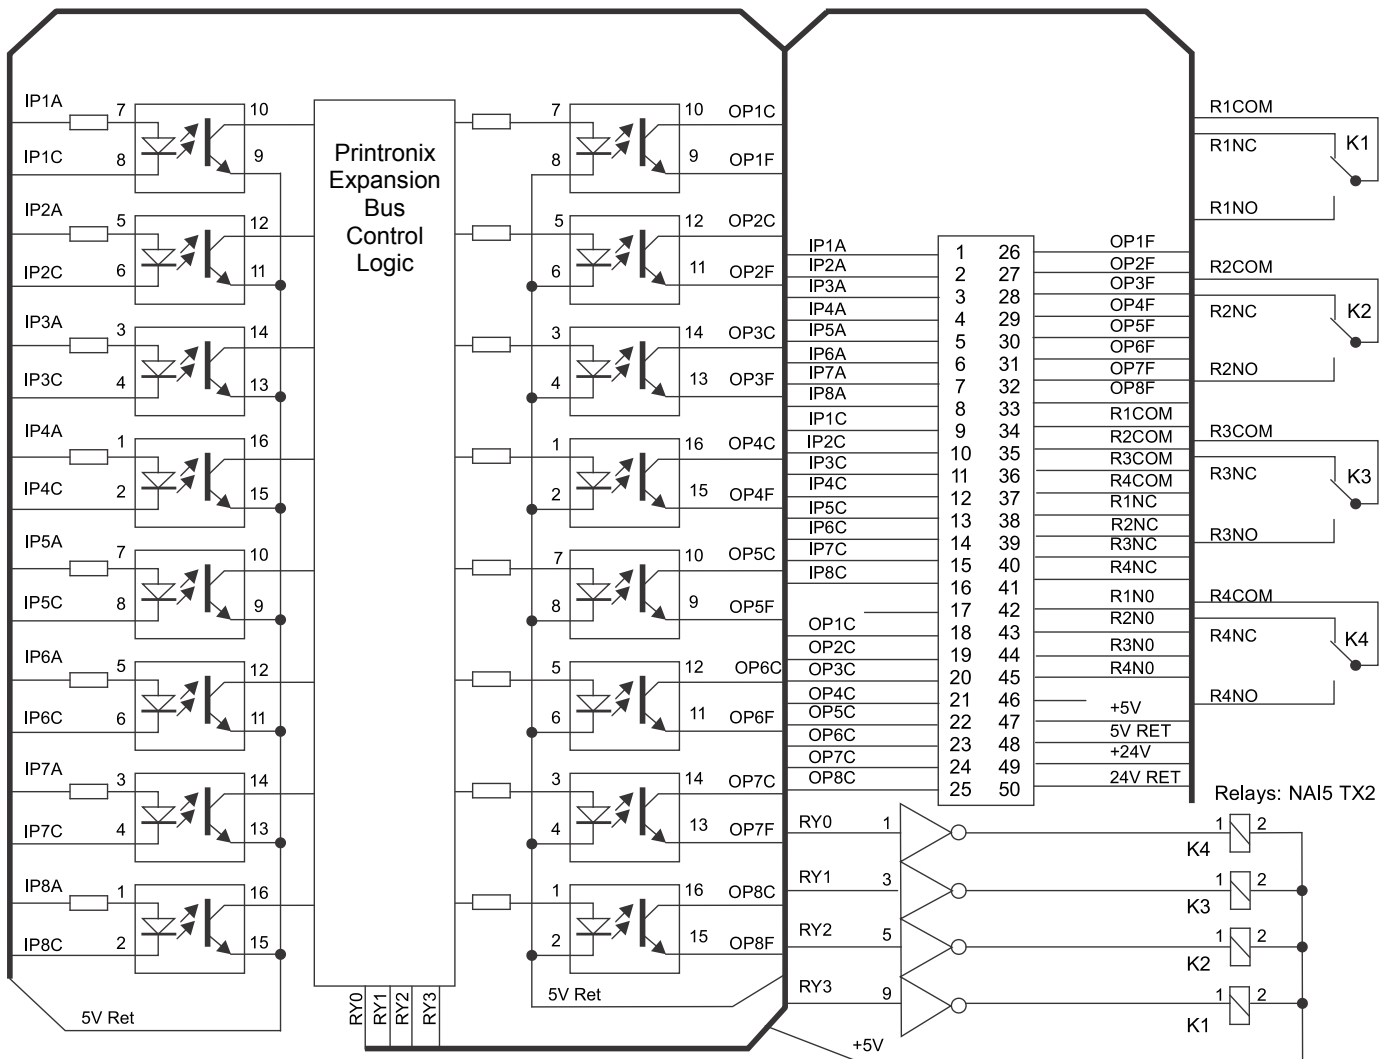 IP1A 7 10
IP1C 8 9
IP2A 5 12
IP2C 6 11
IP3A 3 14
IP3C 4 13
IP4A 1 16
IP4C 2 15
IP5A 7 10
IP5C 8 9
IP6A 5 12
IP6C 6 11
IP7A 3 14
IP7C 4 13
IP8A 1 16
IP8C 2 15
5V Ret
Printronix
Expansion
Bus
Control
Logic
RY0
RY1
RY2
RY3
7 10 OP1C
8 9 OP1F
5 12 OP2C
6 11 OP2F
3 14 OP3C
4 13 OP3F
1 16 OP4C
2 15 OP4F
7 10 OP5C
8 9 OP5F
5 12 OP6C
6 11 OP6F
3 14 OP7C
4 13 OP7F
1 16 OP8C
2 15 OP8F
5V Ret
IP1A 1 26 OP1F
IP2A 2 27 OP2F
IP3A 3 28 OP3F
IP4A 4 29 OP4F
IP5A 5 30 OP5F
IP6A 6 31 OP6F
IP7A 7 32 OP7F
IP8A 8 33 OP8F
IP1C 9 34 R1COM
IP2C 10 35 R2COM
IP3C 11 36 R3COM
IP4C 12 37 R4COM
IP5C 13 38 R1NC
IP6C 14 39 R2NC
IP7C 15 40 R3NC
IP8C 16 41 R4NC
17 42 R1N0
OP1C 18 43 R2N0
OP2C 19 44 R3N0
OP3C 20 45 R4N0
OP4C 21 46
OP5C 22 47 +5V
OP6C 23 48 5V RET
OP7C 24 49 +24V
OP8C 25 50 24V RET
R1COM
R1NC K1
R1NO
R2COM
R2NC K2
R2NO
R3COM
R3NC K3
R3NO
R4COM
R4NC K4
R4NO
Relays: NAI5 TX2
RY0 1 1 2
K4
RY1 3 1 2
K3
RY2 5 1 2
K2
RY3 9 1 2
K1
+5V